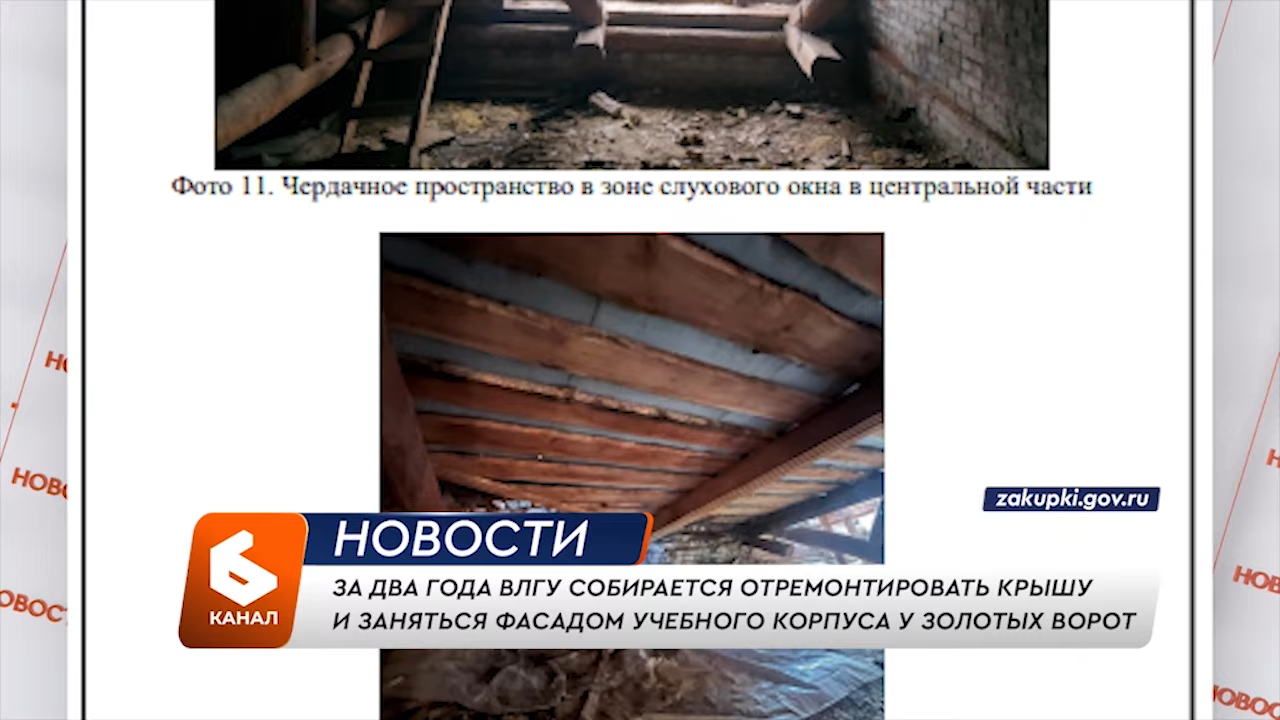 Фото 11. Чердачное пространство в зоне слухового окна в центральной части
zakupki.gov.ru
НОВОСТИ
6
КАНАЛ
ЗА ДВА ГОДА ВЛГУ СОБИРАЕТСЯ ОТРЕМОНТИРОВАТЬ КРЫШУ
И ЗАНЯТЬСЯ ФАСАДОМ УЧЕБНОГО КОРПУСА У ЗОЛОТЫХ ВОРОТ